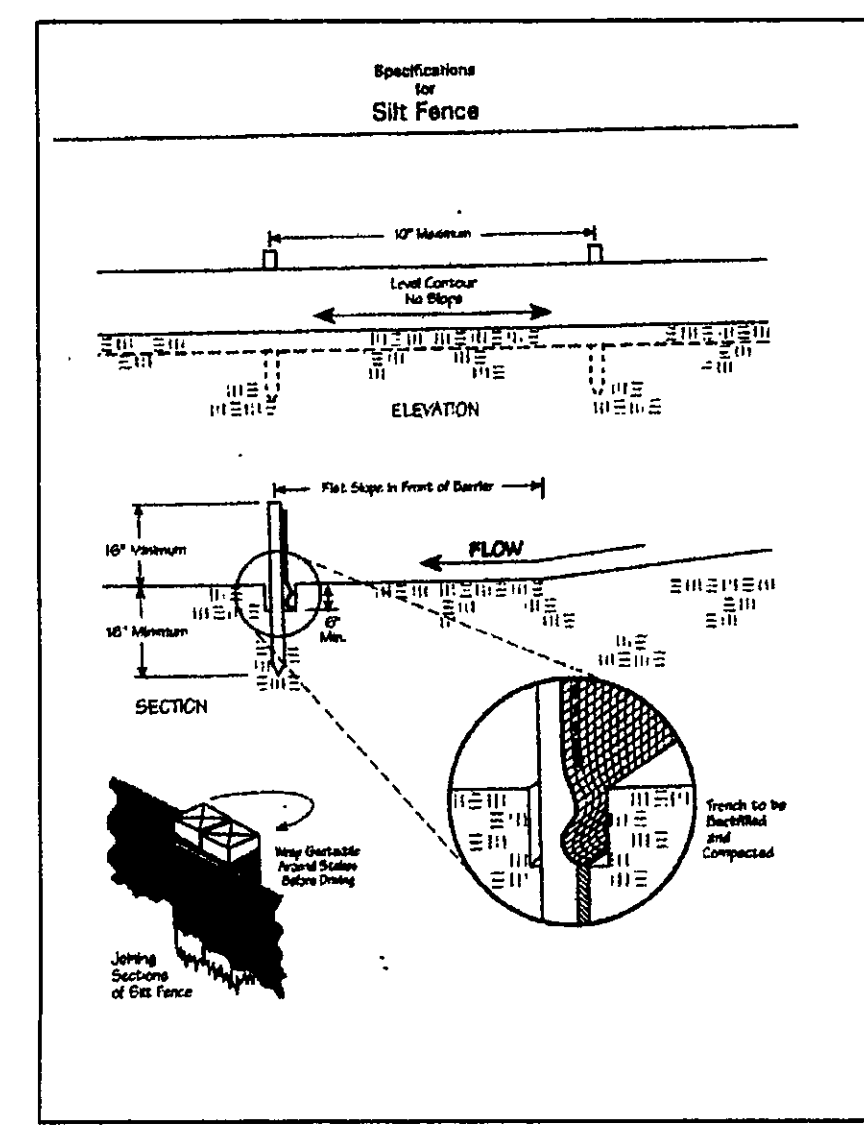 Specifications
for
Silt Fence
10" Maximum
Level Contour
No Slope
ELEVATION
Flat Slope in Front of Barrier
16" Minimum
FLOW
6"
Min.
16" Minimum
SECTION
Trench to be
Backfilled
and
Compacted
Wrap Geotextile
Around Stakes
Before Driving
Joining
Sections
of Silt Fence